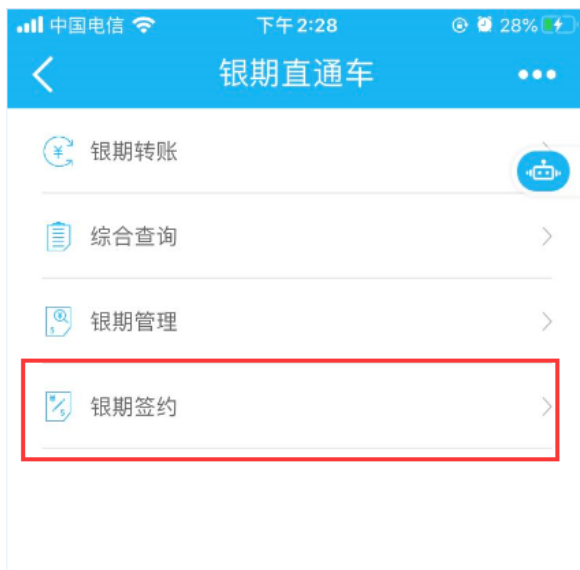 中国电信 下午2:28 28%
银期直通车
银期转账
综合查询
银期管理
银期签约